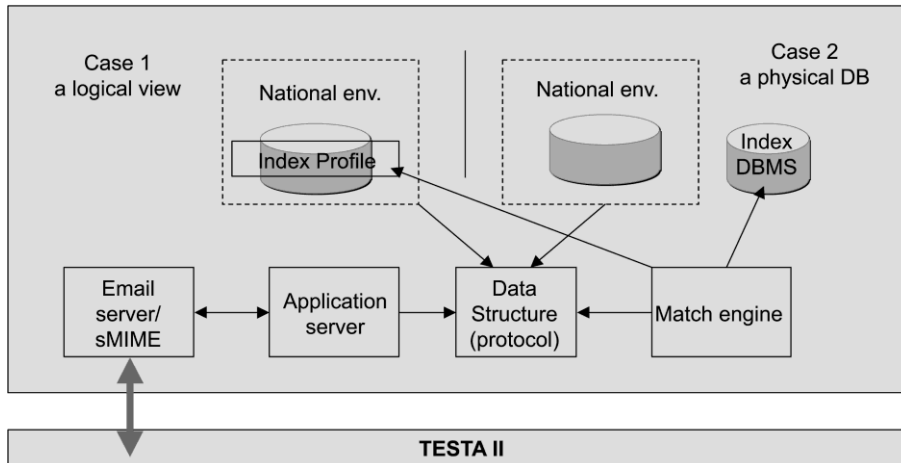 Case 1
a logical view
National env.
Index Profile
National env.
Case 2
a physical DB
Index
DBMS
Email
server/
sMIME
Application
server
Data
Structure
(protocol)
Match engine
TESTA II